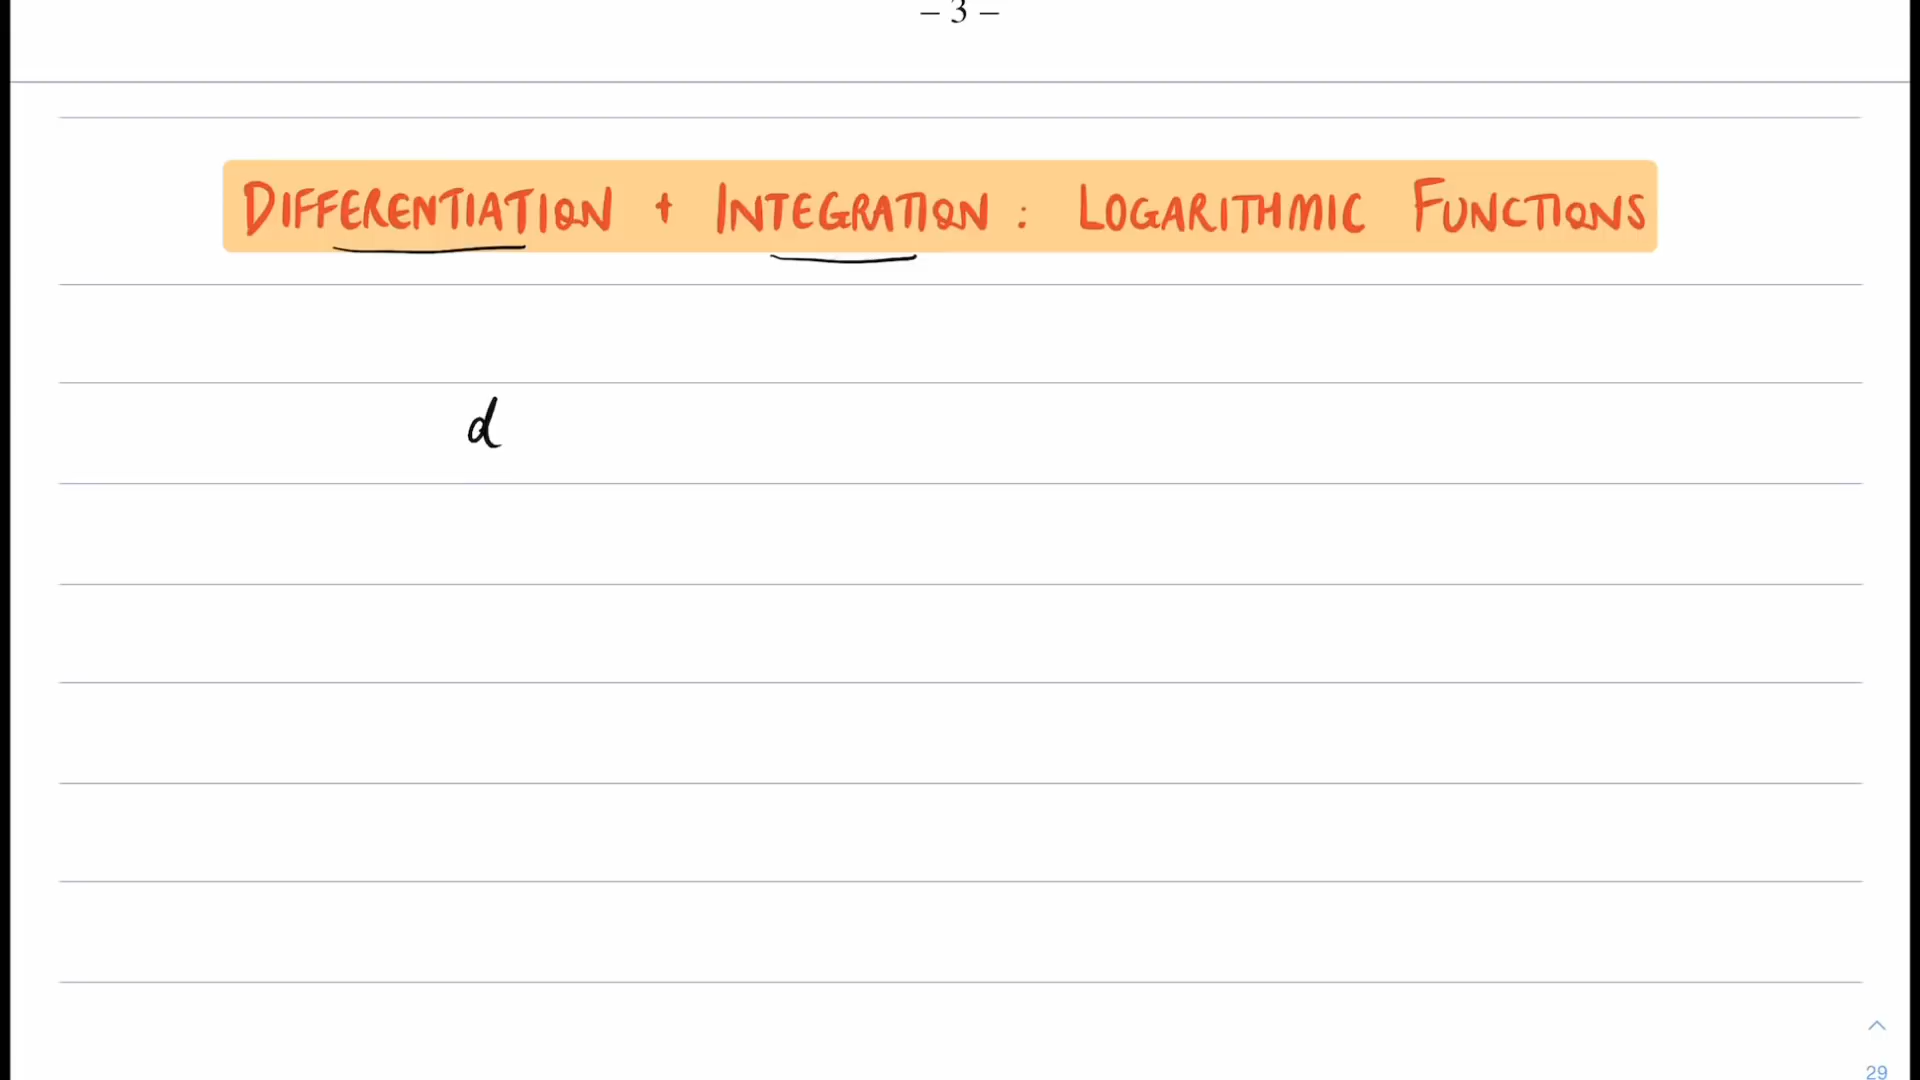 – 3 –
DIFFERENTIATION + INTEGRATION : LOGARITHMIC FUNCTIONS
d
29